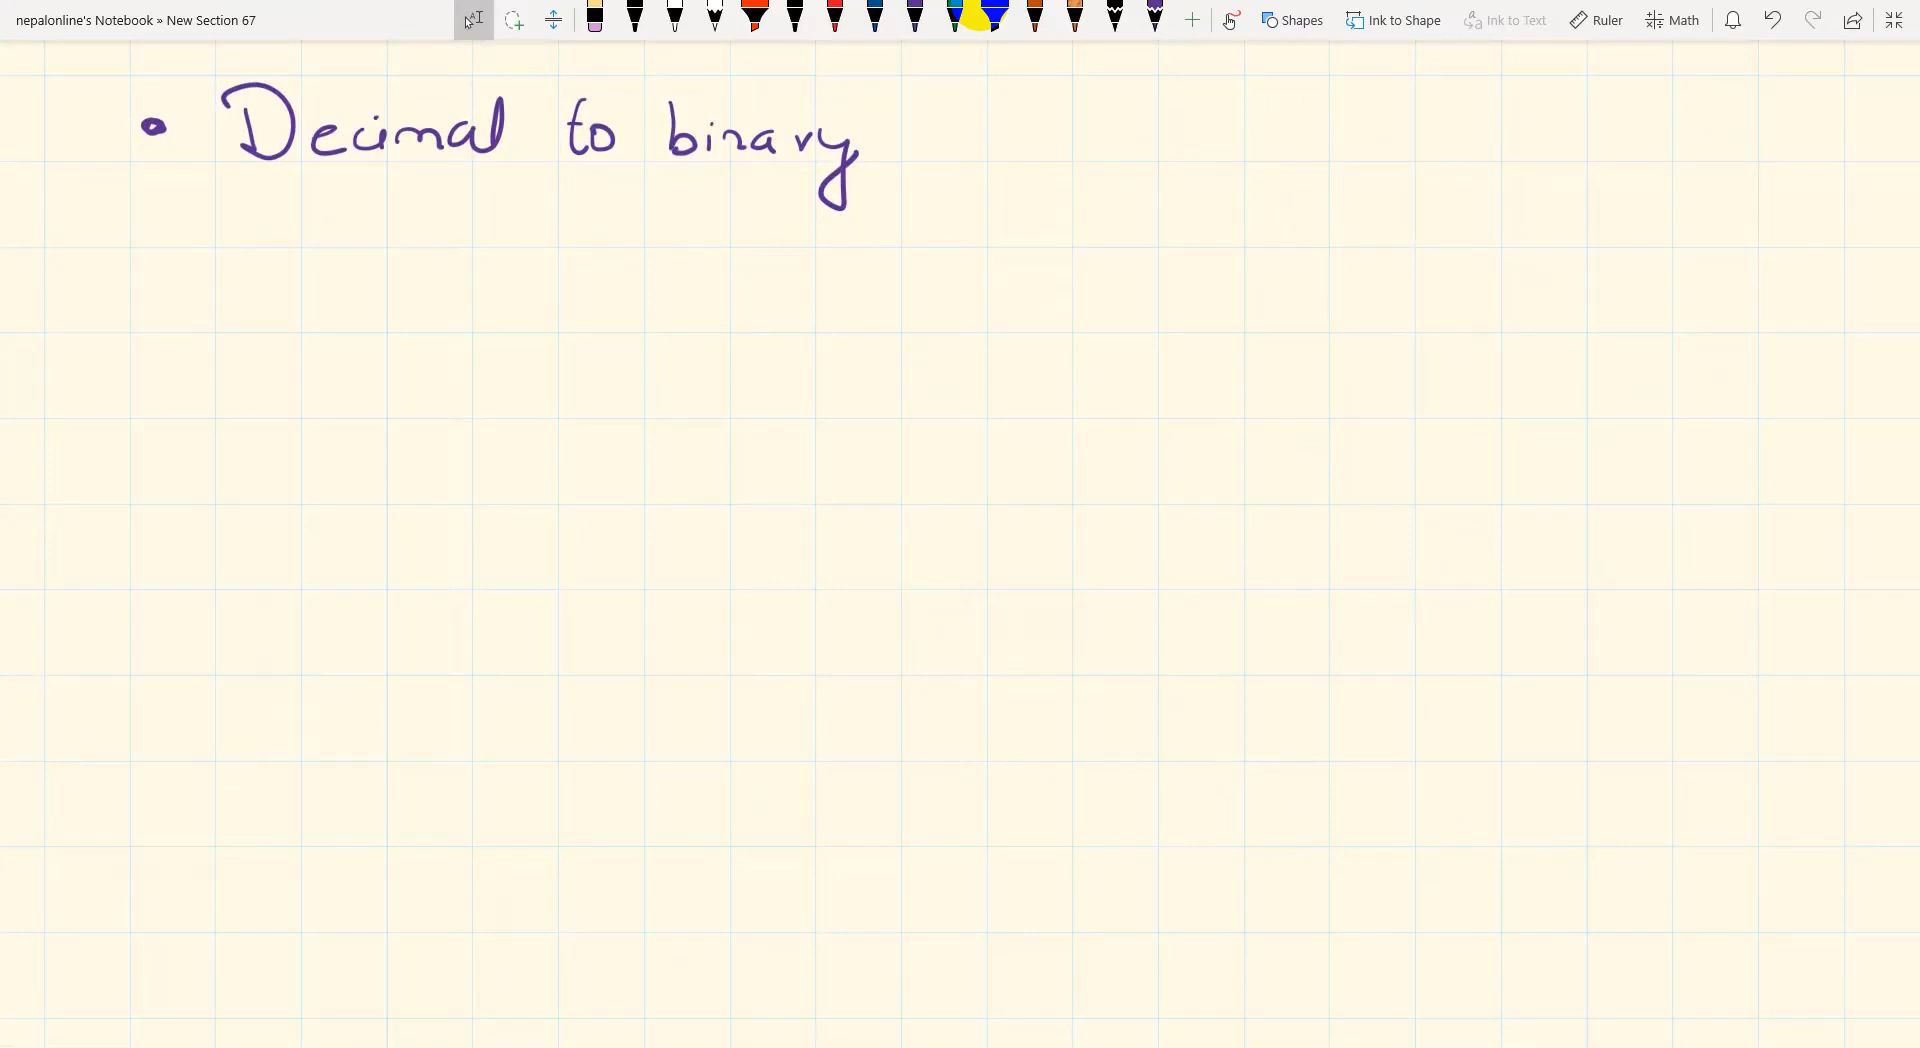 nepalonline's Notebook » New Section 67 Shapes Ink to Shape Ink to Text Ruler Math
• Decimal to binary